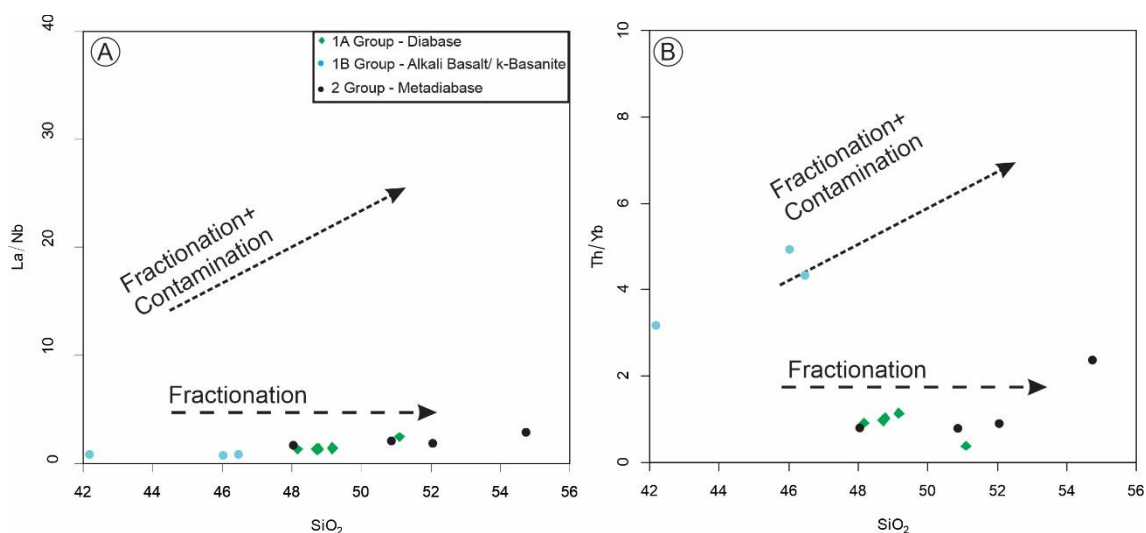 A
1A Group - Diabase
1B Group - Alkali Basalt/ k-Basanite
2 Group - Metadiabase
40
30
20
10
0
La/Nb
Fractionation+
Contamination
Fractionation
42
44
46
48
50
52
54
56
SiO2
B
10
8
6
4
2
0
Th/Yb
Fractionation+
Contamination
Fractionation
42
44
46
48
50
52
54
56
SiO2